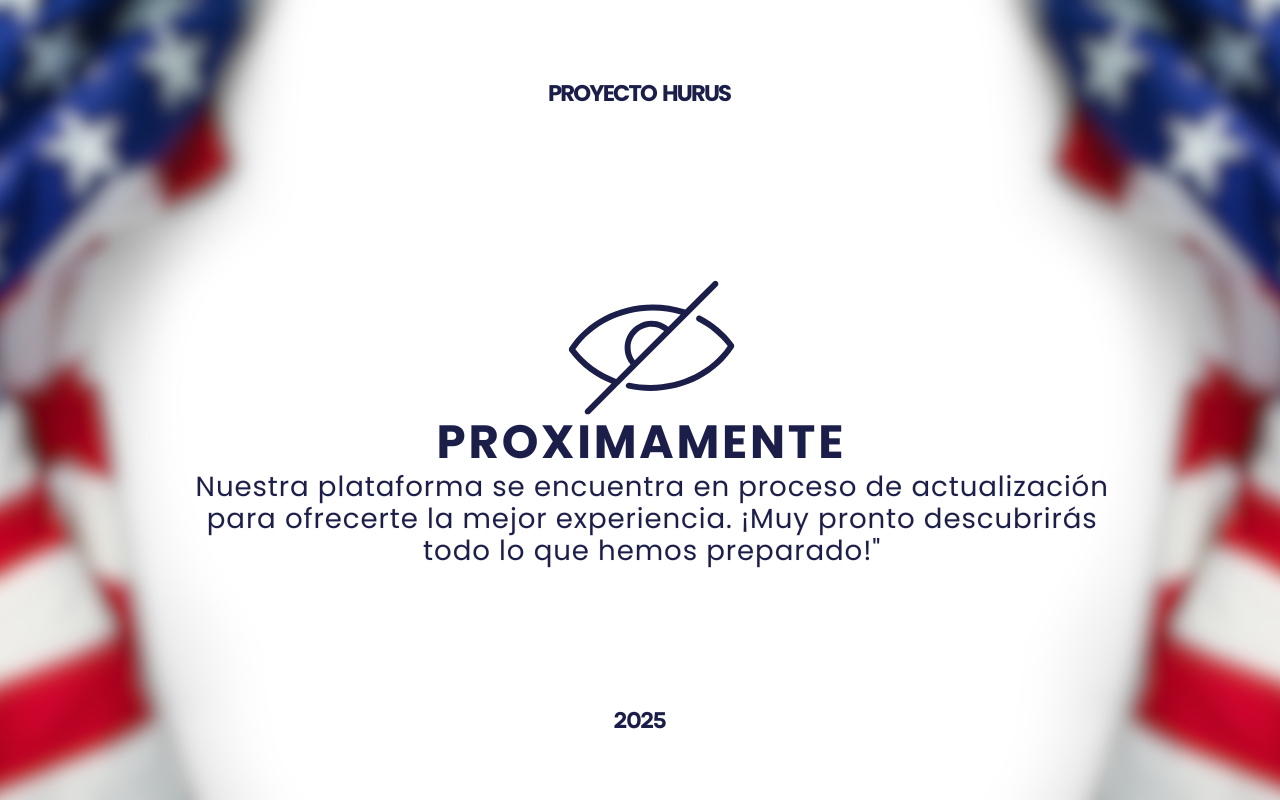 PROYECTO HURUS
PROXIMAMENTE
Nuestra plataforma se encuentra en proceso de actualización
para ofrecerte la mejor experiencia. ¡Muy pronto descubrirás
todo lo que hemos preparado!"
2025